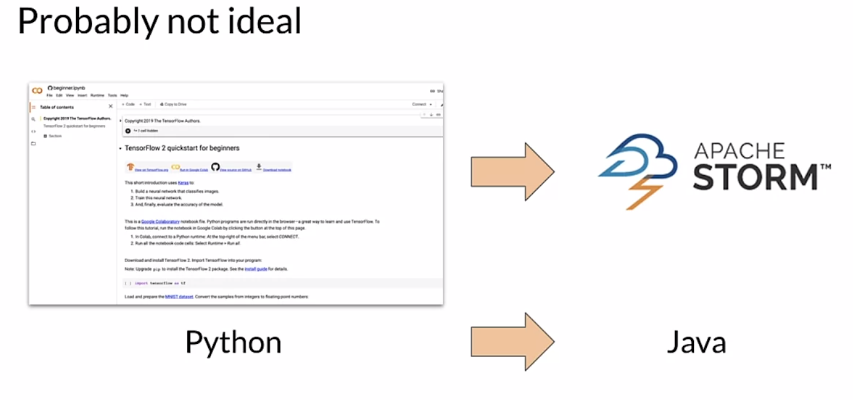 Probably not ideal
beginner.ipynb
File Edit View Insert Runtime Tools Help
+ Code + Text Copy to Drive
Connect
Table of contents
Copyright 2019 The TensorFlow Authors.
TensorFlow 2 quickstart for beginners
Section
Copyright 2019 The TensorFlow Authors.
1 cell hidden
TensorFlow 2 quickstart for beginners
View on TensorFlow.org
Run in Google Colab
View source on GitHub
Download notebook
This short introduction uses Keras to:
1. Build a neural network that classifies images.
2. Train this neural network.
3. And, finally, evaluate the accuracy of the model.
This is a Google Colaboratory notebook file. Python programs are run directly in the browser—a great way to learn and use TensorFlow. To
follow this tutorial, run the notebook in Google Colab by clicking the button at the top of this page.
1. In Colab, connect to a Python runtime: At the top-right of the menu bar, select CONNECT.
2. Run all the notebook code cells: Select Runtime > Run all.
Download and install TensorFlow 2. Import TensorFlow into your program:
Note: Upgrade pip to install the TensorFlow 2 package. See the install guide for details.
[ ] import tensorflow as tf
Load and prepare the MNIST dataset. Convert the samples from integers to floating-point numbers:
APACHE
STORM™
Python
Java